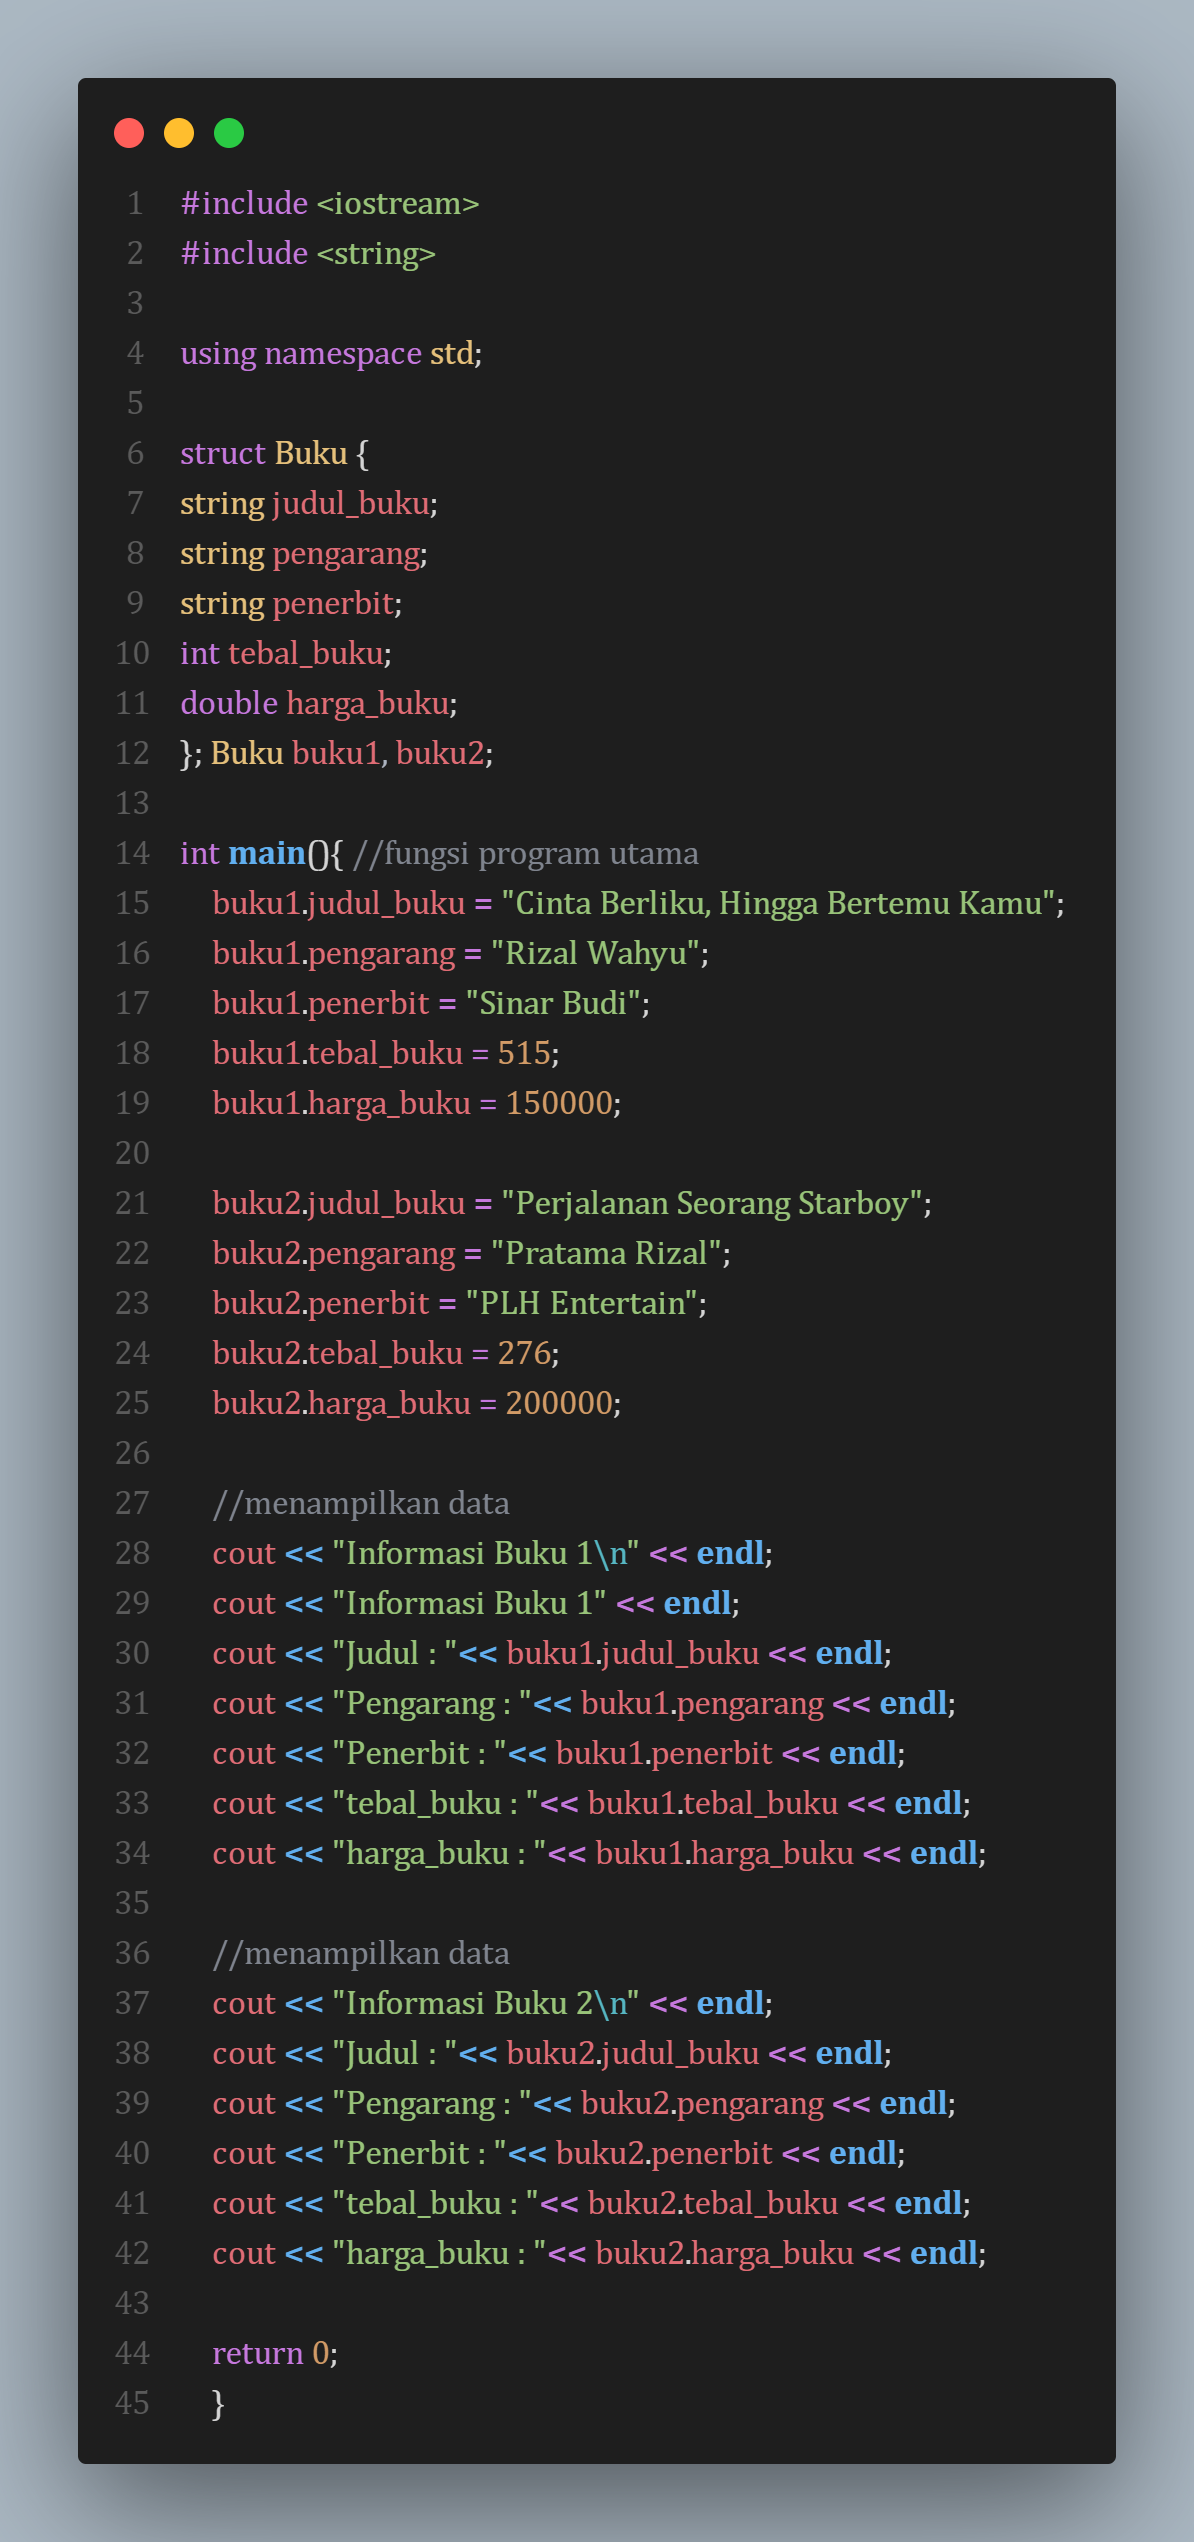 1 #include <iostream>
2 #include <string>
3
4 using namespace std;
5
6 struct Buku {
7 string judul_buku;
8 string pengarang;
9 string penerbit;
10 int tebal_buku;
11 double harga_buku;
12 }; Buku buku1, buku2;
13
14 int main(){ //fungsi program utama
15 buku1.judul_buku = "Cinta Berliku, Hingga Bertemu Kamu";
16 buku1.pengarang = "Rizal Wahyu";
17 buku1.penerbit = "Sinar Budi";
18 buku1.tebal_buku = 515;
19 buku1.harga_buku = 150000;
20
21 buku2.judul_buku = "Perjalanan Seorang Starboy";
22 buku2.pengarang = "Pratama Rizal";
23 buku2.penerbit = "PLH Entertain";
24 buku2.tebal_buku = 276;
25 buku2.harga_buku = 200000;
26
27 //menampilkan data
28 cout << "Informasi Buku 1\n" << endl;
29 cout << "Informasi Buku 1" << endl;
30 cout << "Judul : "<< buku1.judul_buku << endl;
31 cout << "Pengarang : "<< buku1.pengarang << endl;
32 cout << "Penerbit : "<< buku1.penerbit << endl;
33 cout << "tebal_buku : "<< buku1.tebal_buku << endl;
34 cout << "harga_buku : "<< buku1.harga_buku << endl;
35
36 //menampilkan data
37 cout << "Informasi Buku 2\n" << endl;
38 cout << "Judul : "<< buku2.judul_buku << endl;
39 cout << "Pengarang : "<< buku2.pengarang << endl;
40 cout << "Penerbit : "<< buku2.penerbit << endl;
41 cout << "tebal_buku : "<< buku2.tebal_buku << endl;
42 cout << "harga_buku : "<< buku2.harga_buku << endl;
43
44 return 0;
45 }